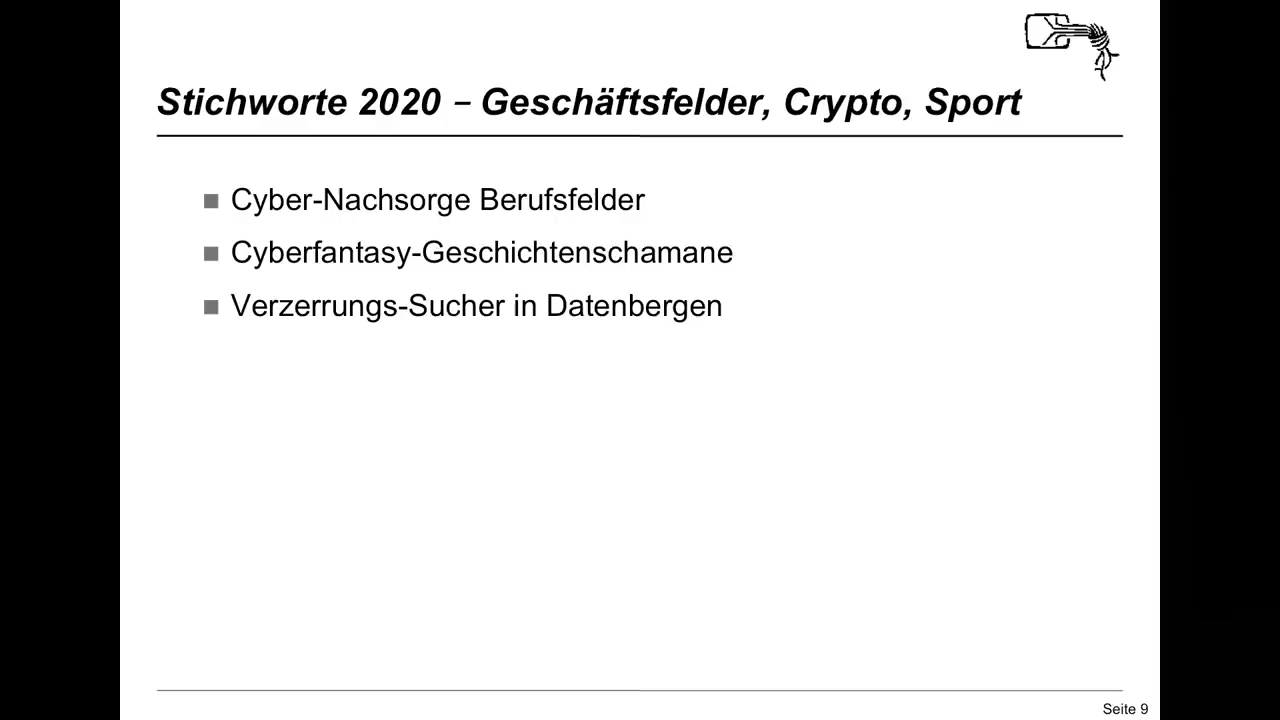 Stichworte 2020 – Geschäftsfelder, Crypto, Sport
Cyber-Nachsorge Berufsfelder
Cyberfantasy-Geschichtenschamane
Verzerrungs-Sucher in Datenbergen
Seite 9